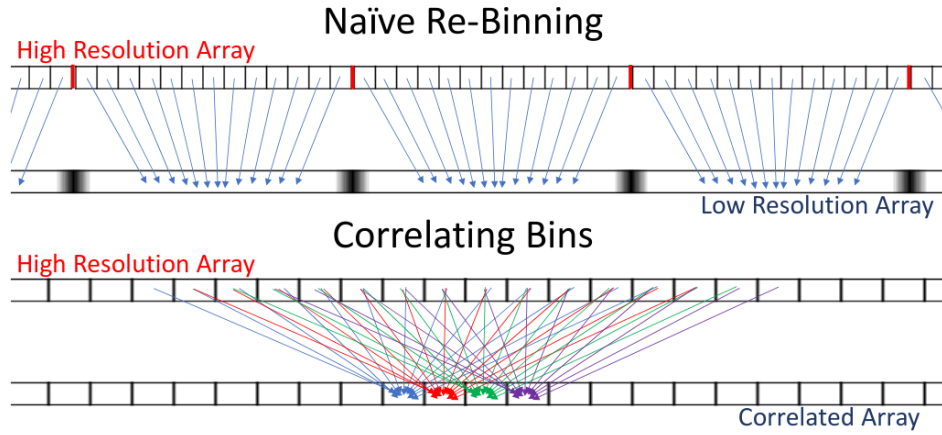 Naïve Re-Binning
High Resolution Array
Low Resolution Array
Correlating Bins
High Resolution Array
Correlated Array